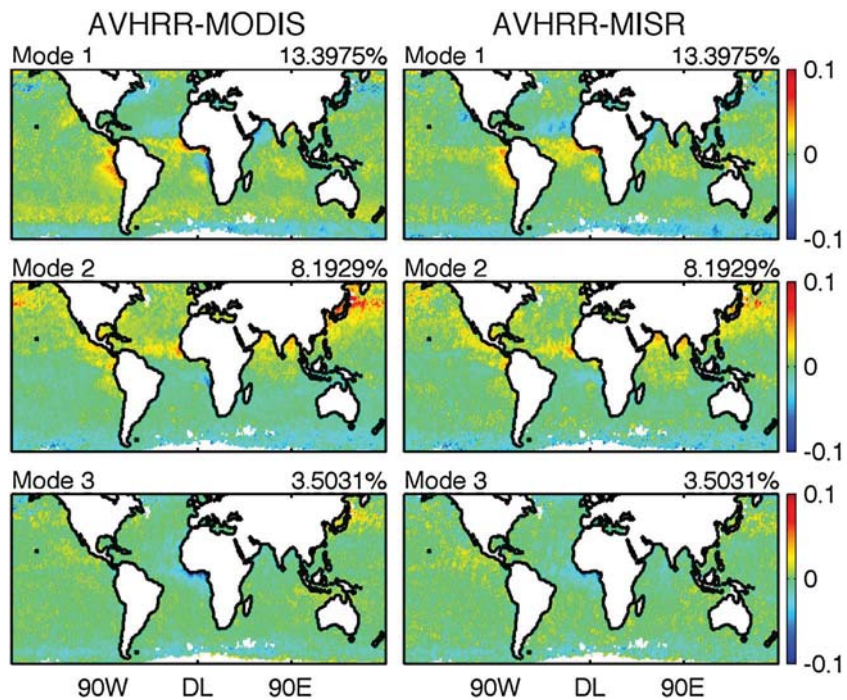 AVHRR-MODIS AVHRR-MISR
Mode 1 13.3975% Mode 1 13.3975% 0.1
0
-0.1
Mode 2 8.1929% Mode 2 8.1929% 0.1
0
-0.1
Mode 3 3.5031% Mode 3 3.5031% 0.1
0
-0.1
90W DL 90E 90W DL 90E